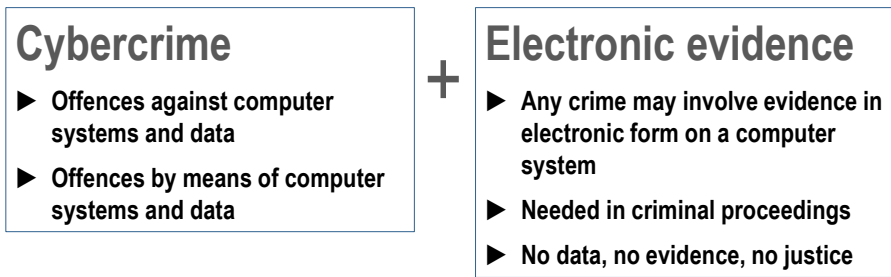 Cybercrime
▶ Offences against computer
systems and data
▶ Offences by means of computer
systems and data
+
Electronic evidence
▶ Any crime may involve evidence in
electronic form on a computer
system
▶ Needed in criminal proceedings
▶ No data, no evidence, no justice